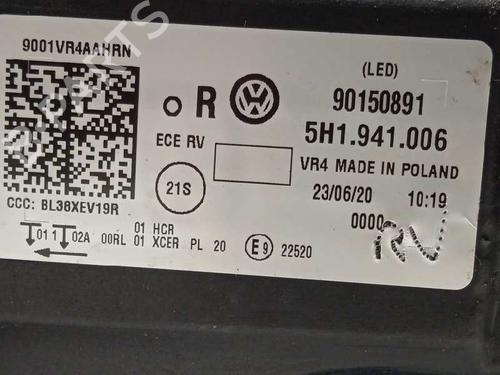 9001VR4AAHRN
(LED)
R
90150891
5H1.941.006
ECE RV
VR4 MADE IN POLAND
21S
23/06/20 10:19
0000
RV
CCC: BL38XEV19R
01 1 02A 00RL 01 HCR 01 XCER PL 20 E9 22520